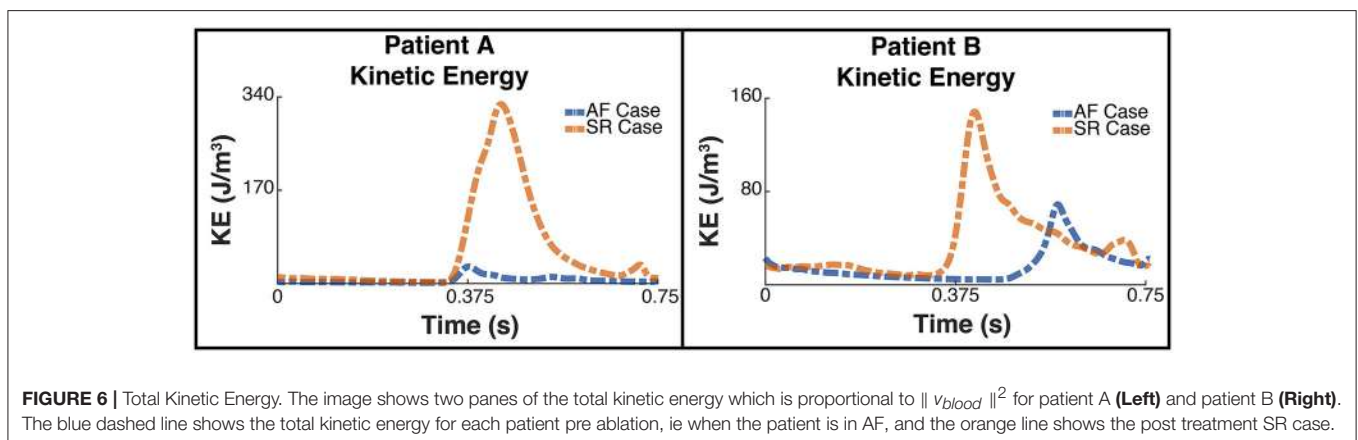 Patient A
Kinetic Energy
340
170
KE (J/m³)
AF Case
SR Case
0
0.375
0.75
Time (s)
Patient B
Kinetic Energy
160
80
KE (J/m³)
AF Case
SR Case
0
0.375
0.75
Time (s)
FIGURE 6 | Total Kinetic Energy. The image shows two panes of the total kinetic energy which is proportional to ‖ v_blood ‖² for patient A (Left) and patient B (Right).
The blue dashed line shows the total kinetic energy for each patient pre ablation, ie when the patient is in AF, and the orange line shows the post treatment SR case.